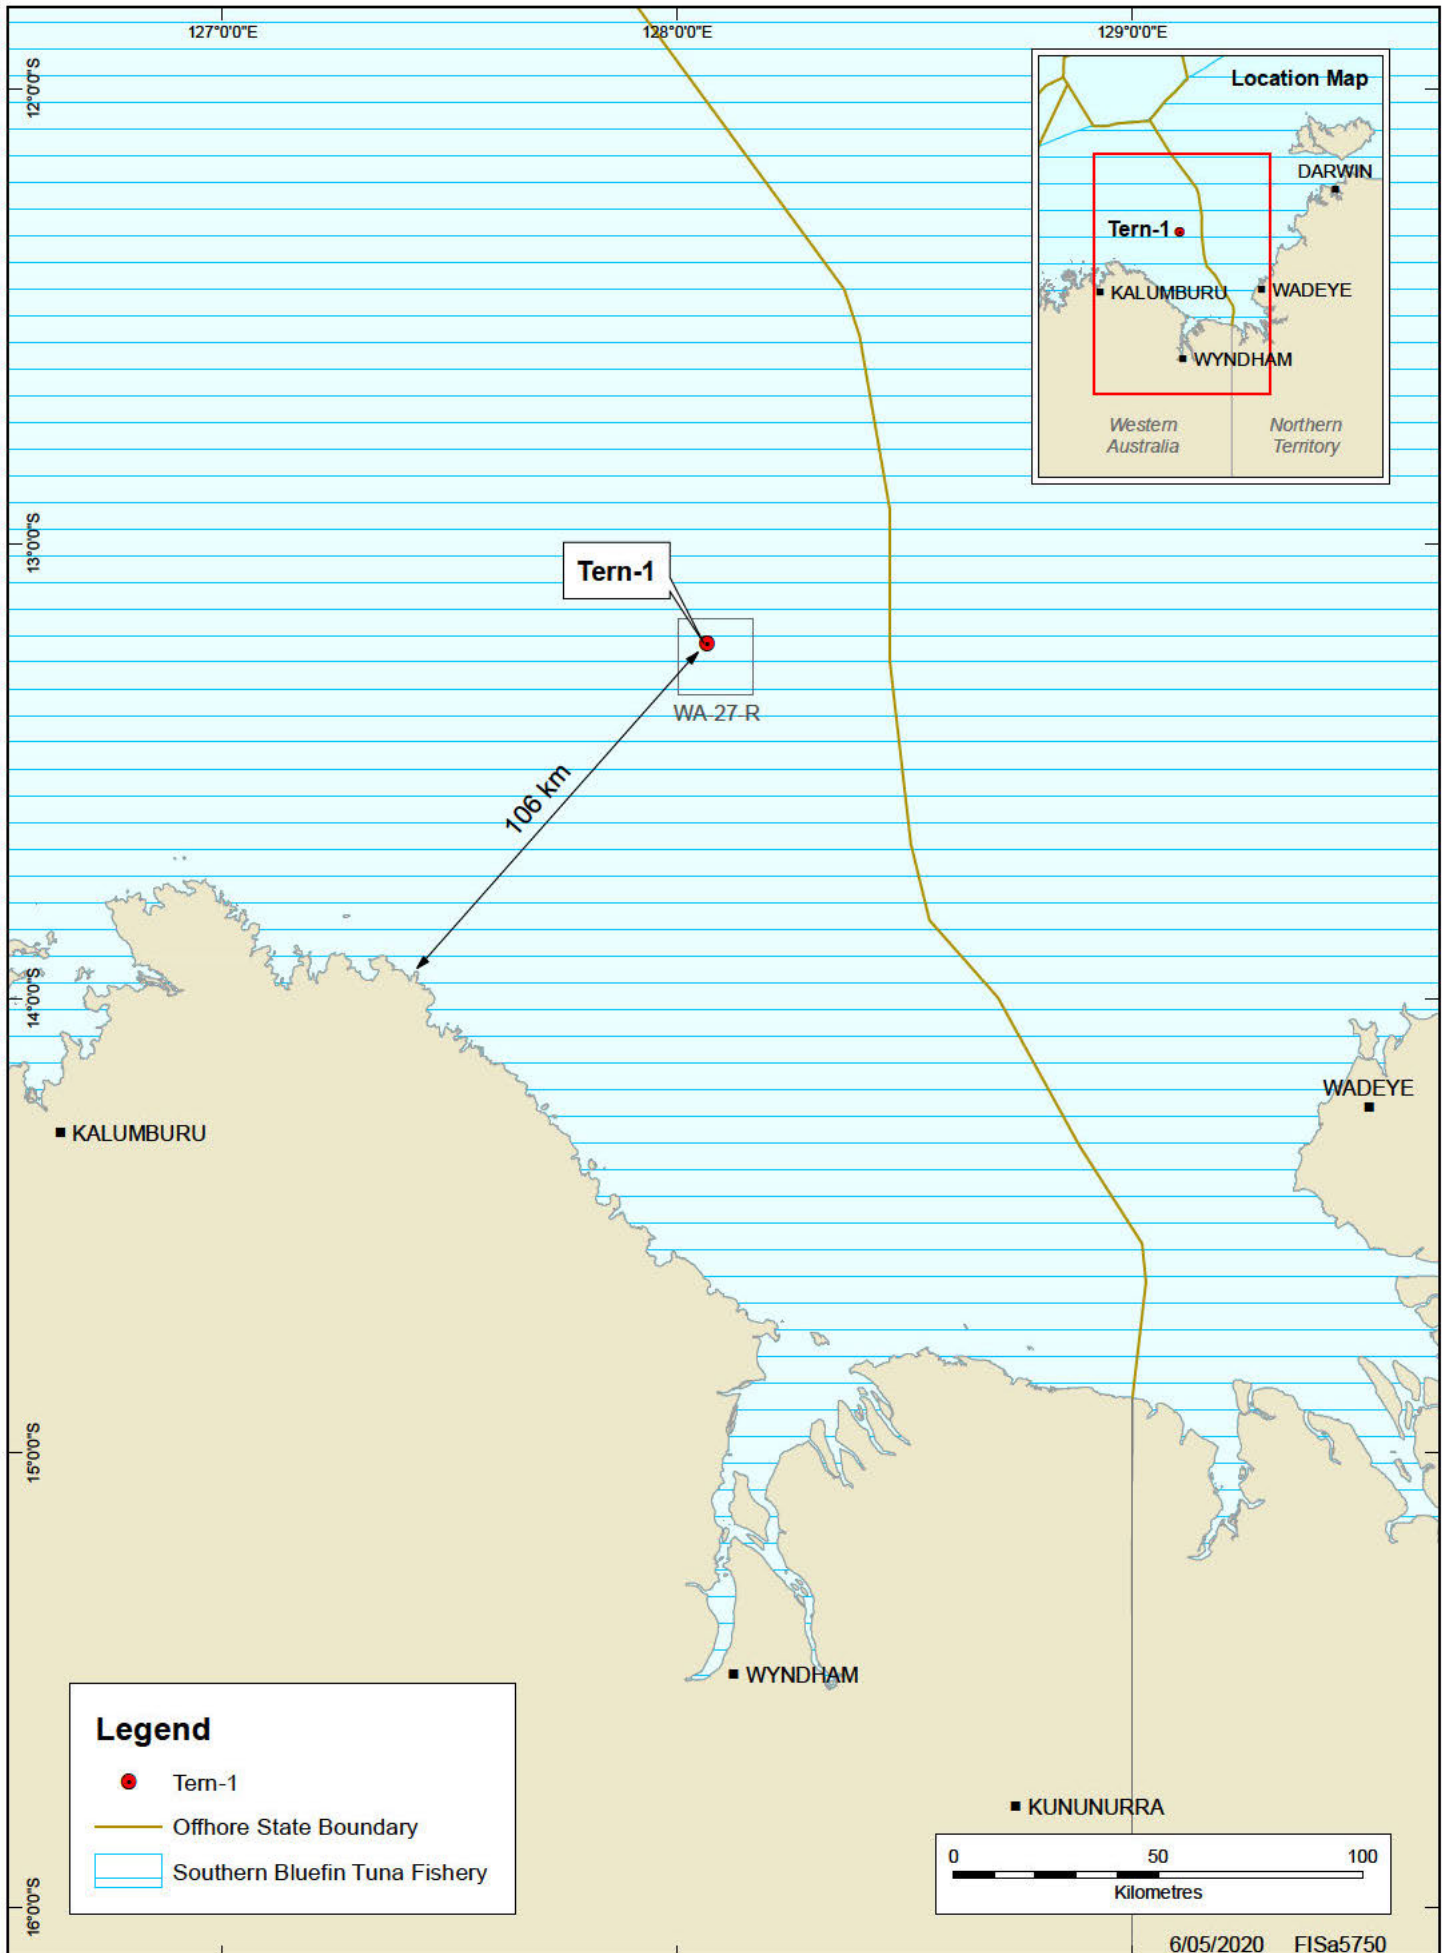 127°0'0"E
128°0'0"E
129°0'0"E
12°0'0"S
Location Map
DARWIN
Tern-1
KALUMBURU
WADEYE
WYNDHAM
Western
Australia
Northern
Territory
13°0'0"S
Tern-1
WA-27-R
106 km
14°0'0"S
WADEYE
KALUMBURU
15°0'0"S
WYNDHAM
Legend
Tern-1
Offhore State Boundary
Southern Bluefin Tuna Fishery
KUNUNURRA
0 50 100
Kilometres
16°0'0"S
6/05/2020 FISa5750